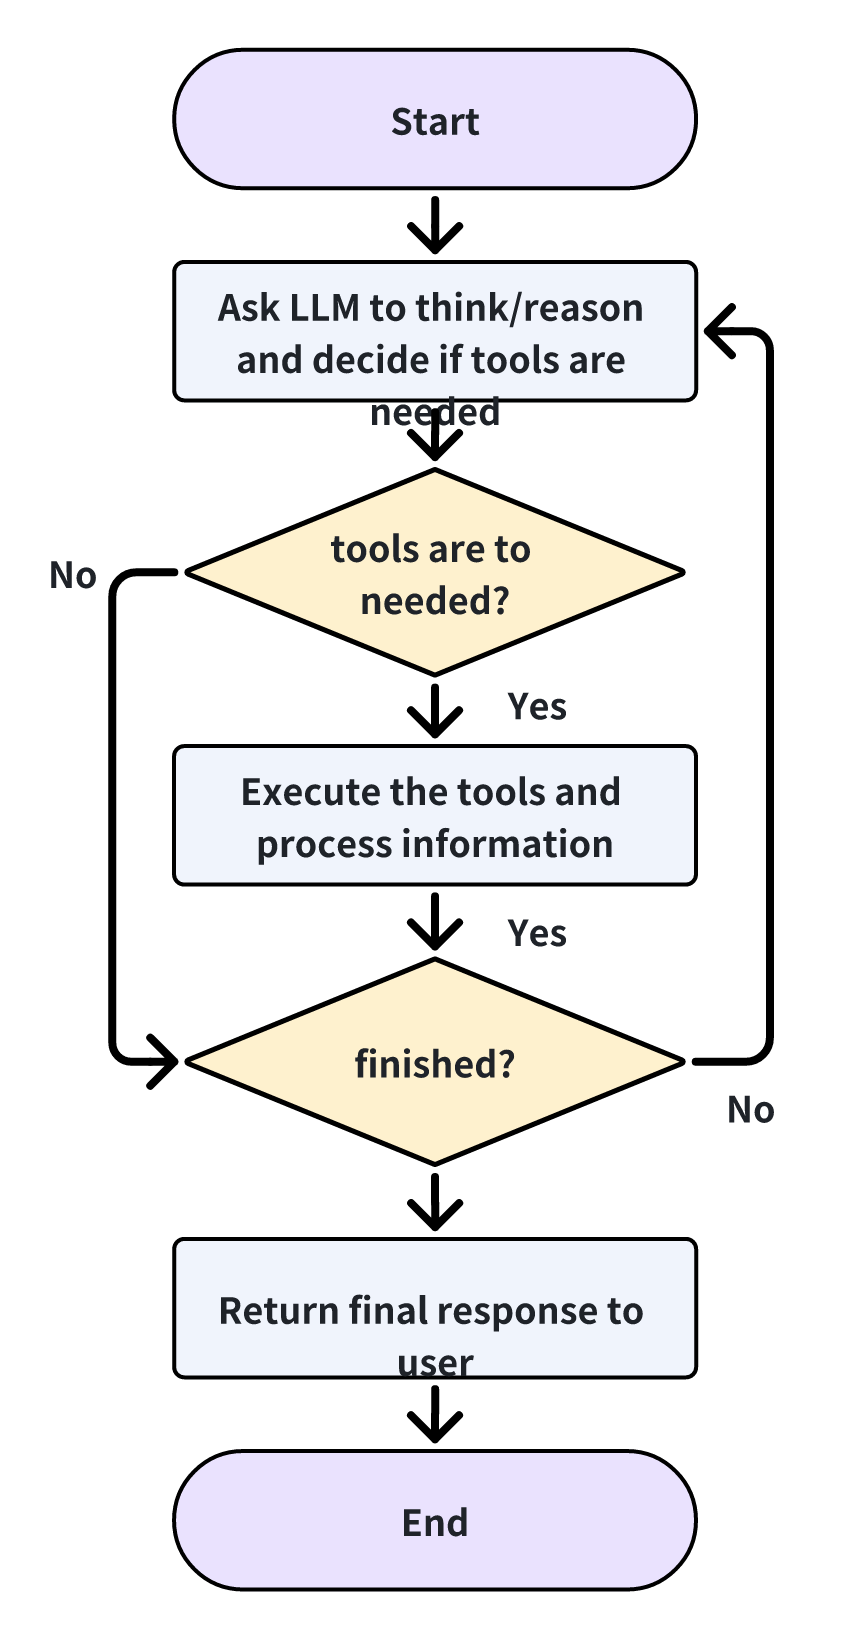 Start
Ask LLM to think/reason
and decide if tools are
needed
tools are to
needed?
No
Yes
Execute the tools and
process information
Yes
finished?
No
Return final response to
user
End